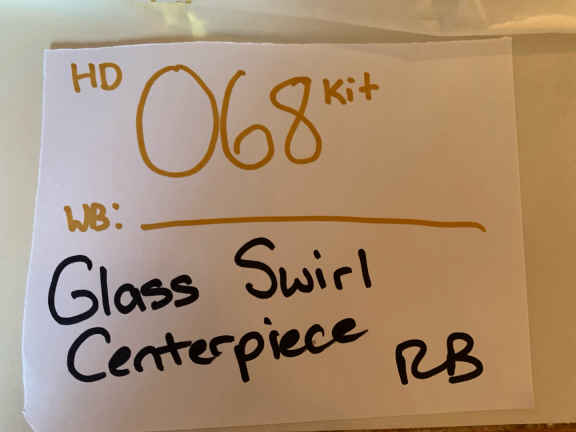 HD 068 Kit
WB:
Glass Swirl
Centerpiece RB